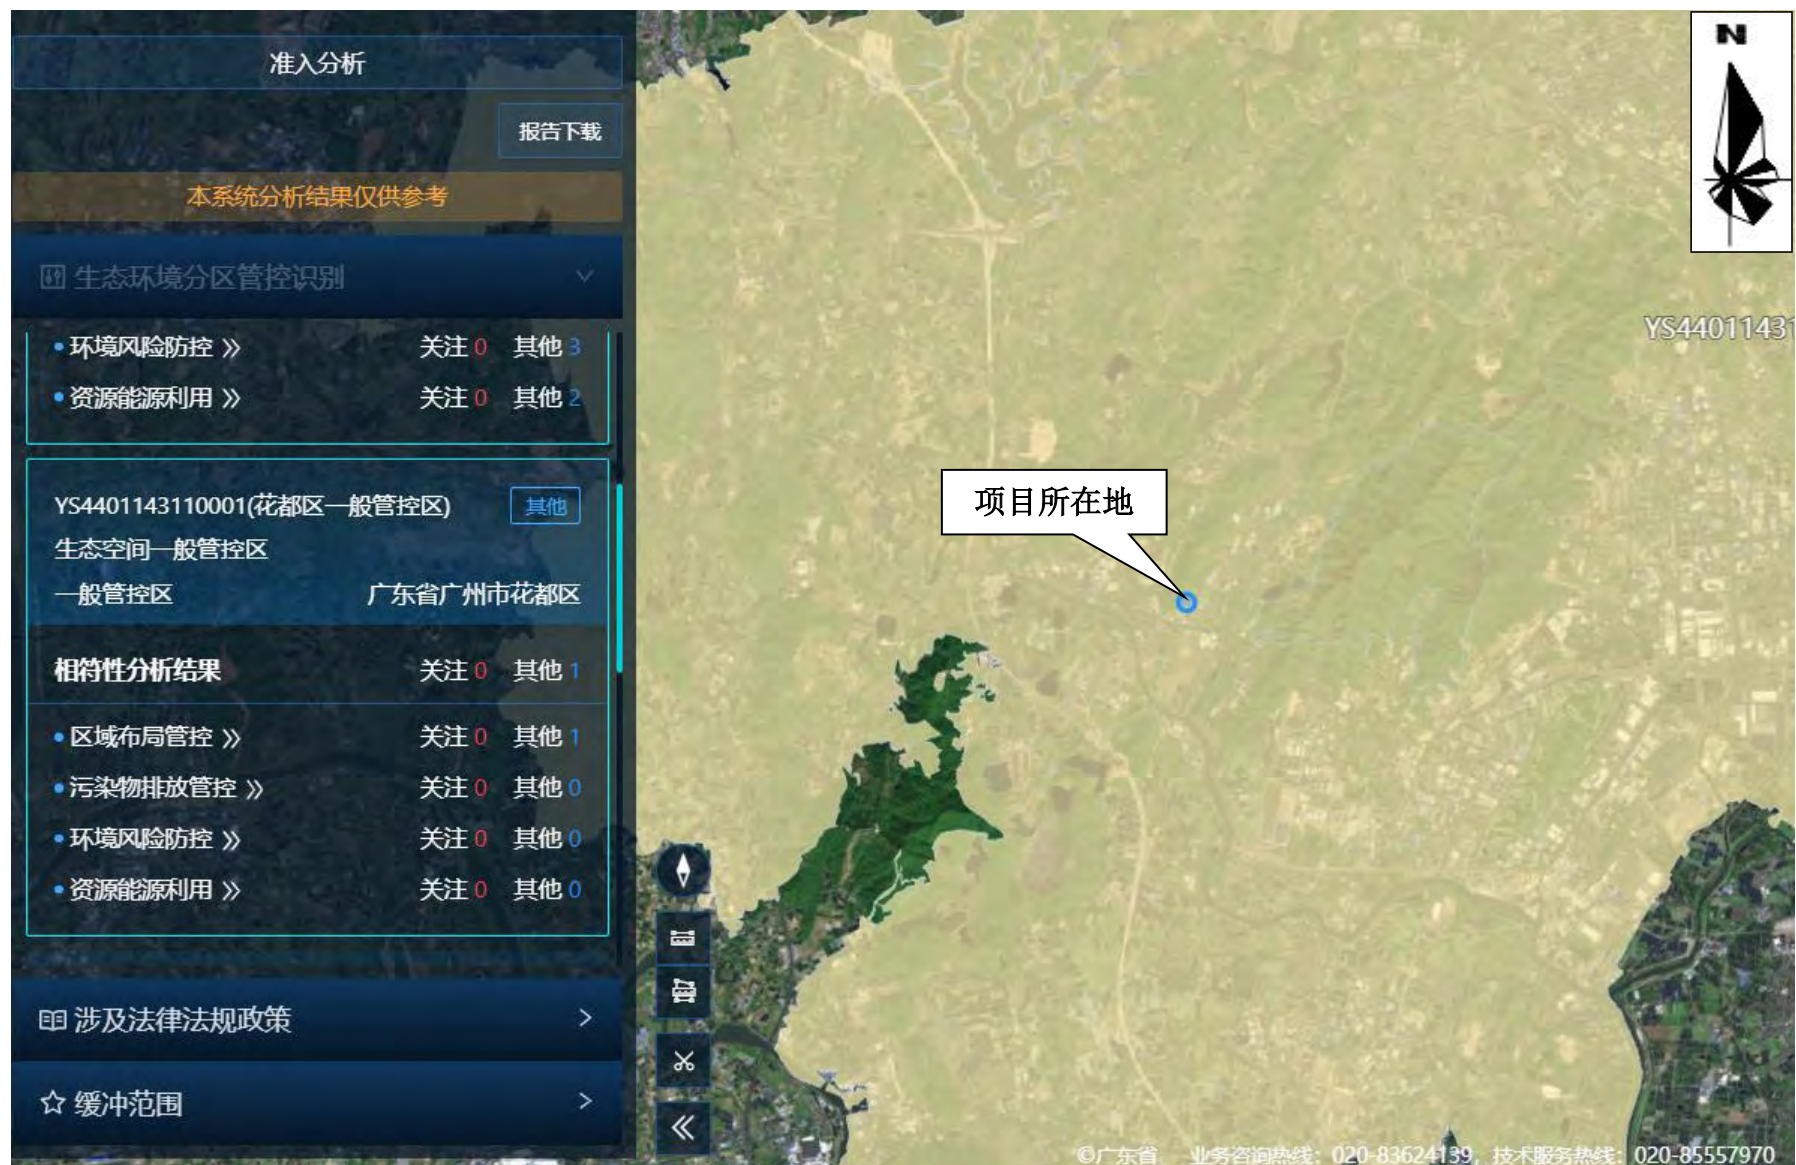 准入分析
报告下载
本系统分析结果仅供参考
生态环境分区管控识别
环境风险防控 关注 0 其他 3
资源能源利用 关注 0 其他 2
YS4401143110001(花都区一般管控区) 其他
生态空间一般管控区
一般管控区 广东省广州市花都区
相符性分析结果 关注 0 其他 1
区域布局管控 关注 0 其他 1
污染物排放管控 关注 0 其他 0
环境风险防控 关注 0 其他 0
资源能源利用 关注 0 其他 0
涉及法律法规政策
缓冲范围
N
YS44011431
项目所在地
©广东省 业务咨询热线：020-83624139，技术服务热线：020-85557970